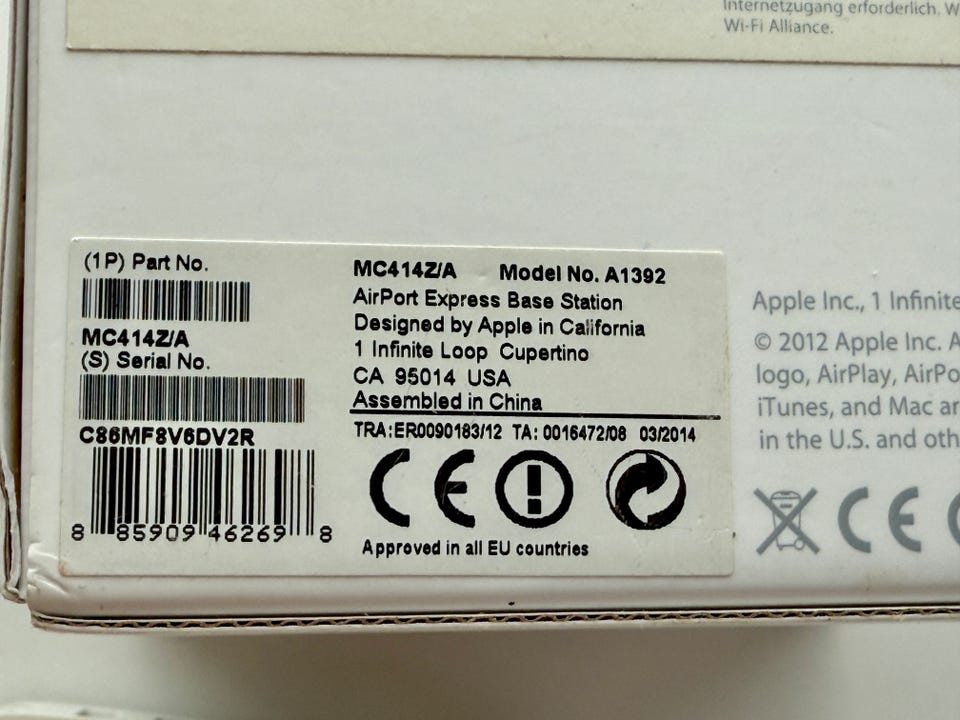 Internetzugang erforderlich. W
Wi-Fi Alliance.
(1P) Part No.
MC414Z/A
(S) Serial No.
C86MF8V6DV2R
8 85909 46269 8
MC414Z/A Model No. A1392
AirPort Express Base Station
Designed by Apple in California
1 Infinite Loop Cupertino
CA 95014 USA
Assembled in China
TRA:ER0090183/12 TA: 0016472/08 03/2014
CE
Approved in all EU countries
Apple Inc., 1 Infinite
© 2012 Apple Inc. A
logo, AirPlay, AirPo
iTunes, and Mac ar
in the U.S. and oth
CE